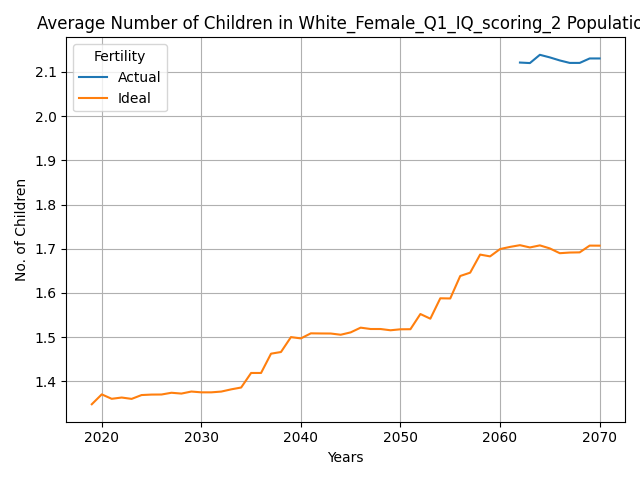 Average Number of Children in White_Female_Q1_IQ_scoring_2 Populatio
Fertility
Actual
Ideal
2.1
2.0
1.9
1.8
1.7
1.6
1.5
1.4
No. of Children
2020 2030 2040 2050 2060 2070
Years